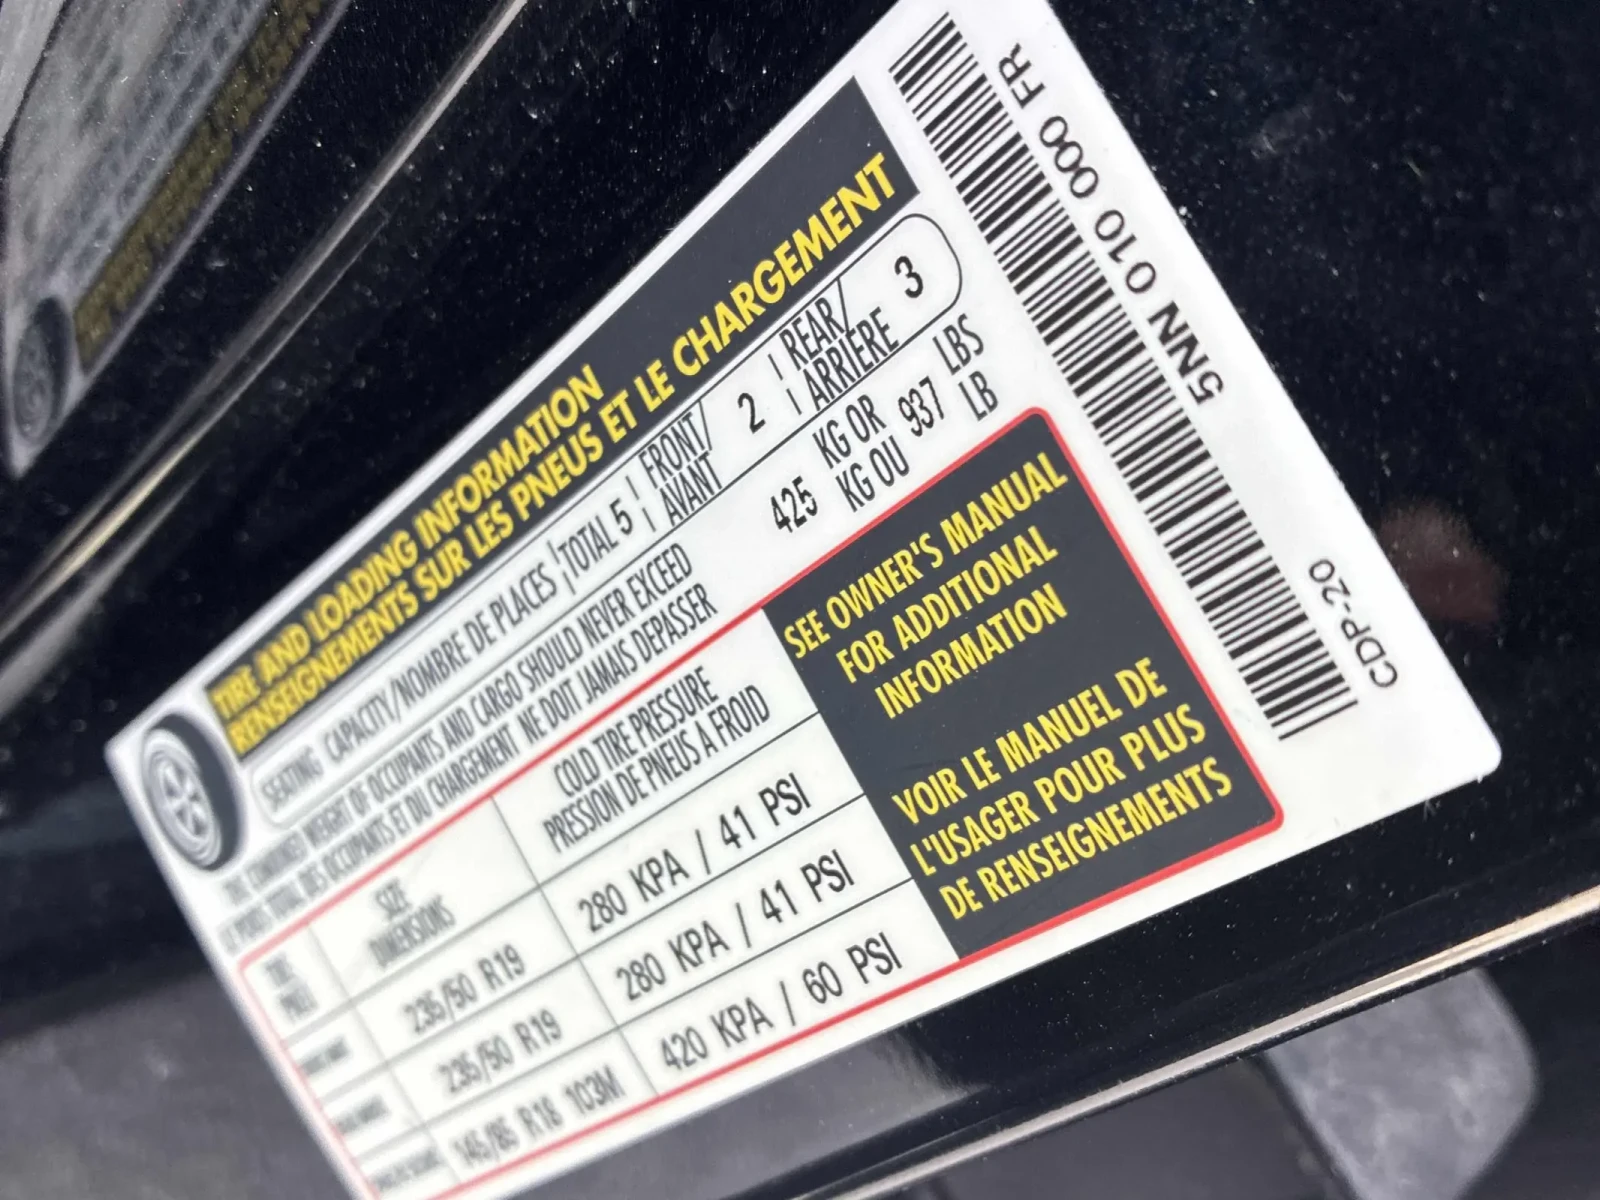 TIRE AND LOADING INFORMATION
RENSEIGNEMENTS SUR LES PNEUS ET LE CHARGEMENT
SEATING CAPACITY/NOMBRE DE PLACES TOTAL 5 FRONT/ AVANT 2 REAR/ ARRIÈRE 3
THE COMBINED WEIGHT OF OCCUPANTS AND CARGO SHOULD NEVER EXCEED 425 KG OR 937 LBS
LE POIDS TOTAL DES OCCUPANTS ET DU CHARGEMENT NE DOIT JAMAIS DÉPASSER KG OU LB
TIRE SIZE COLD TIRE PRESSURE
PNEU DIMENSIONS PRESSION DE PNEUS A FROID
235/50 R19 280 KPA / 41 PSI
235/50 R19 280 KPA / 41 PSI
145/85 R18 103M 420 KPA / 60 PSI
SEE OWNER'S MANUAL
FOR ADDITIONAL
INFORMATION
VOIR LE MANUEL DE
L'USAGER POUR PLUS
DE RENSEIGNEMENTS
5NN 010 000 FR
CDP-20